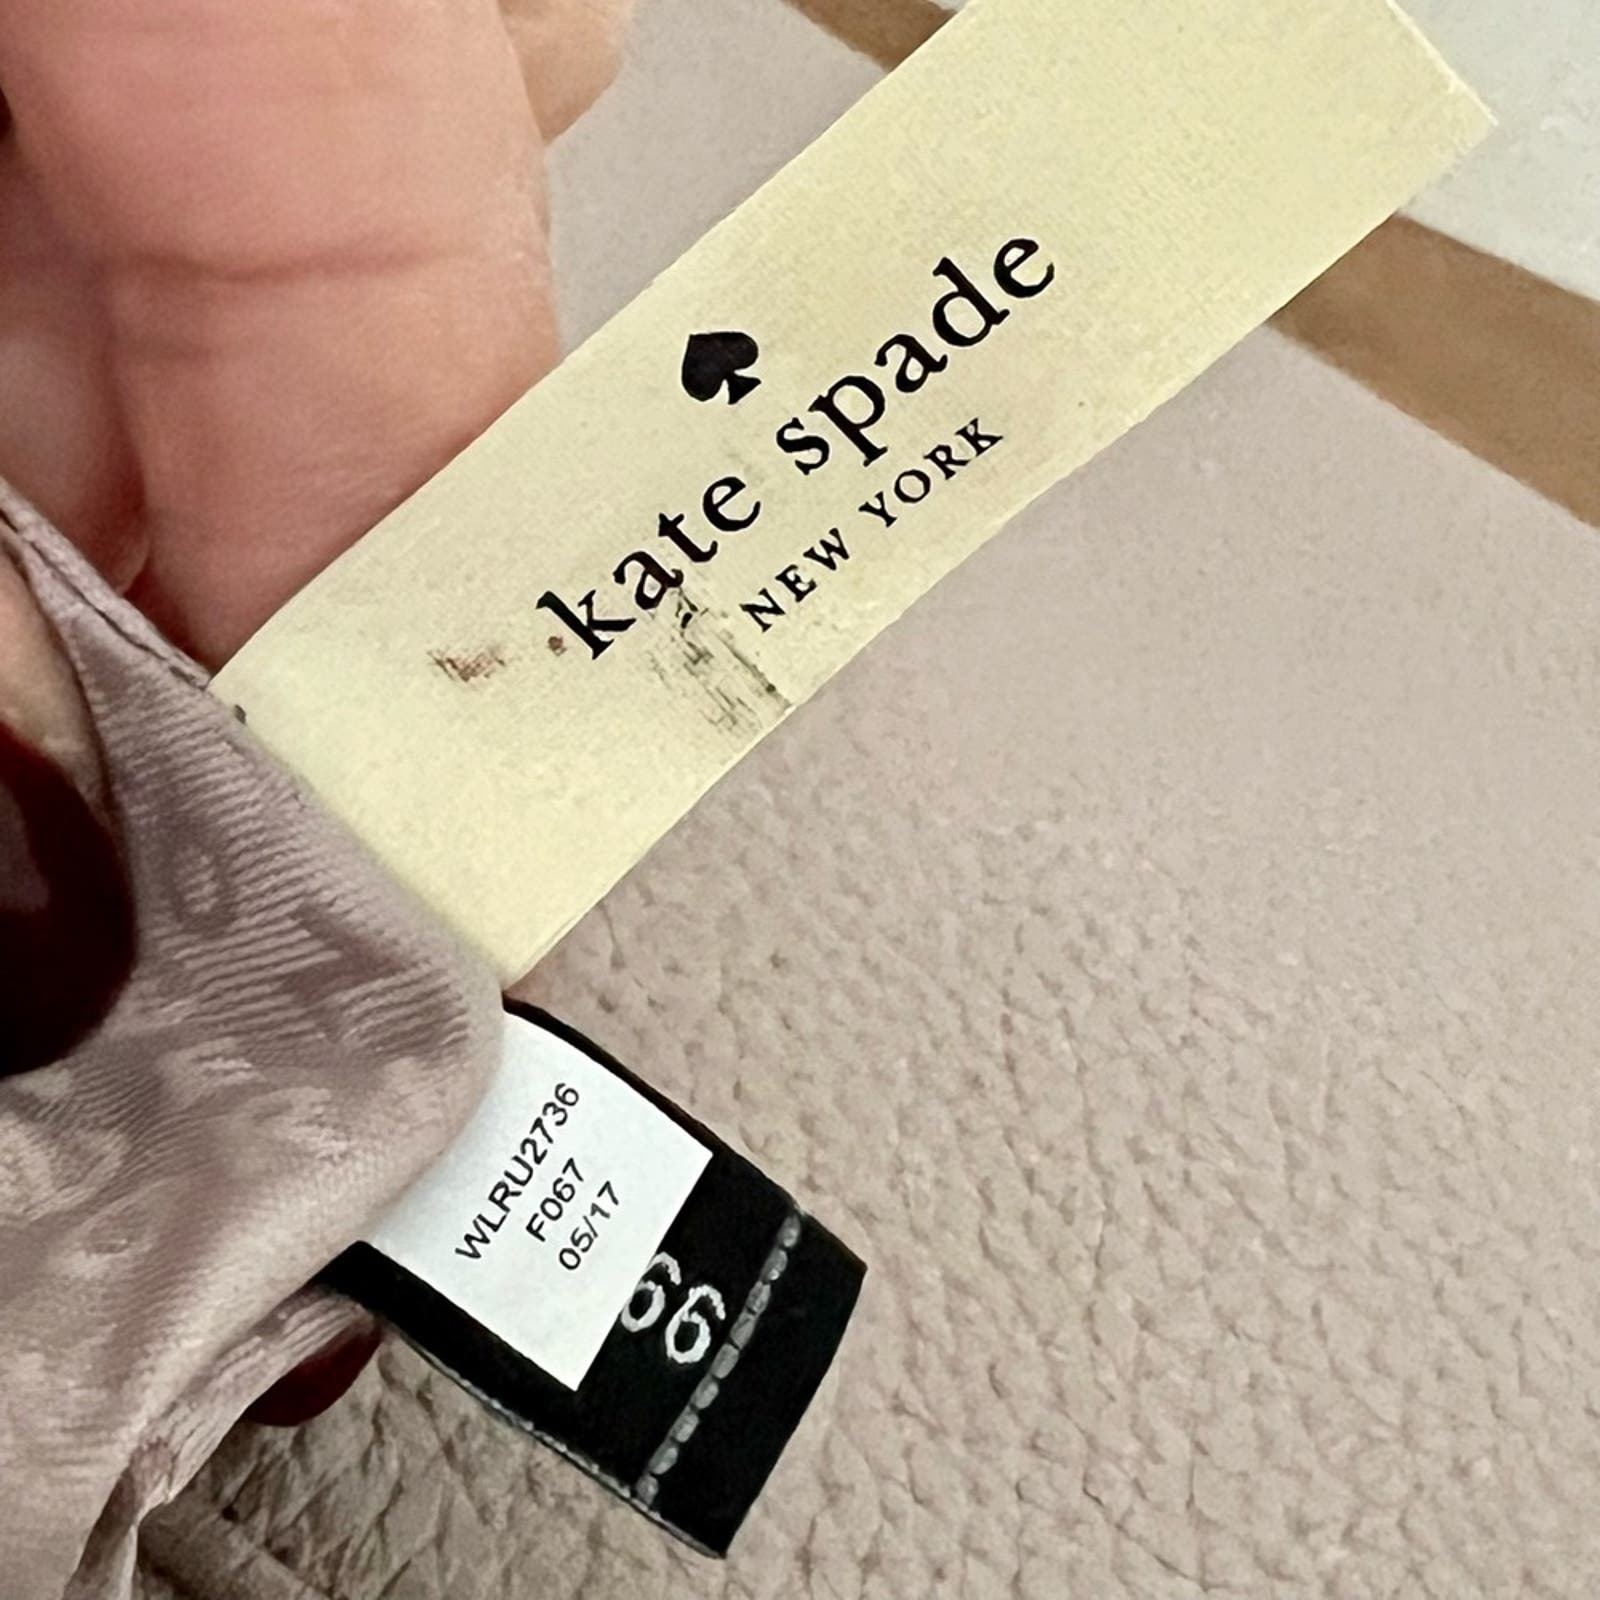 kate spade
NEW YORK
WLRU2736
F067
05/17
66